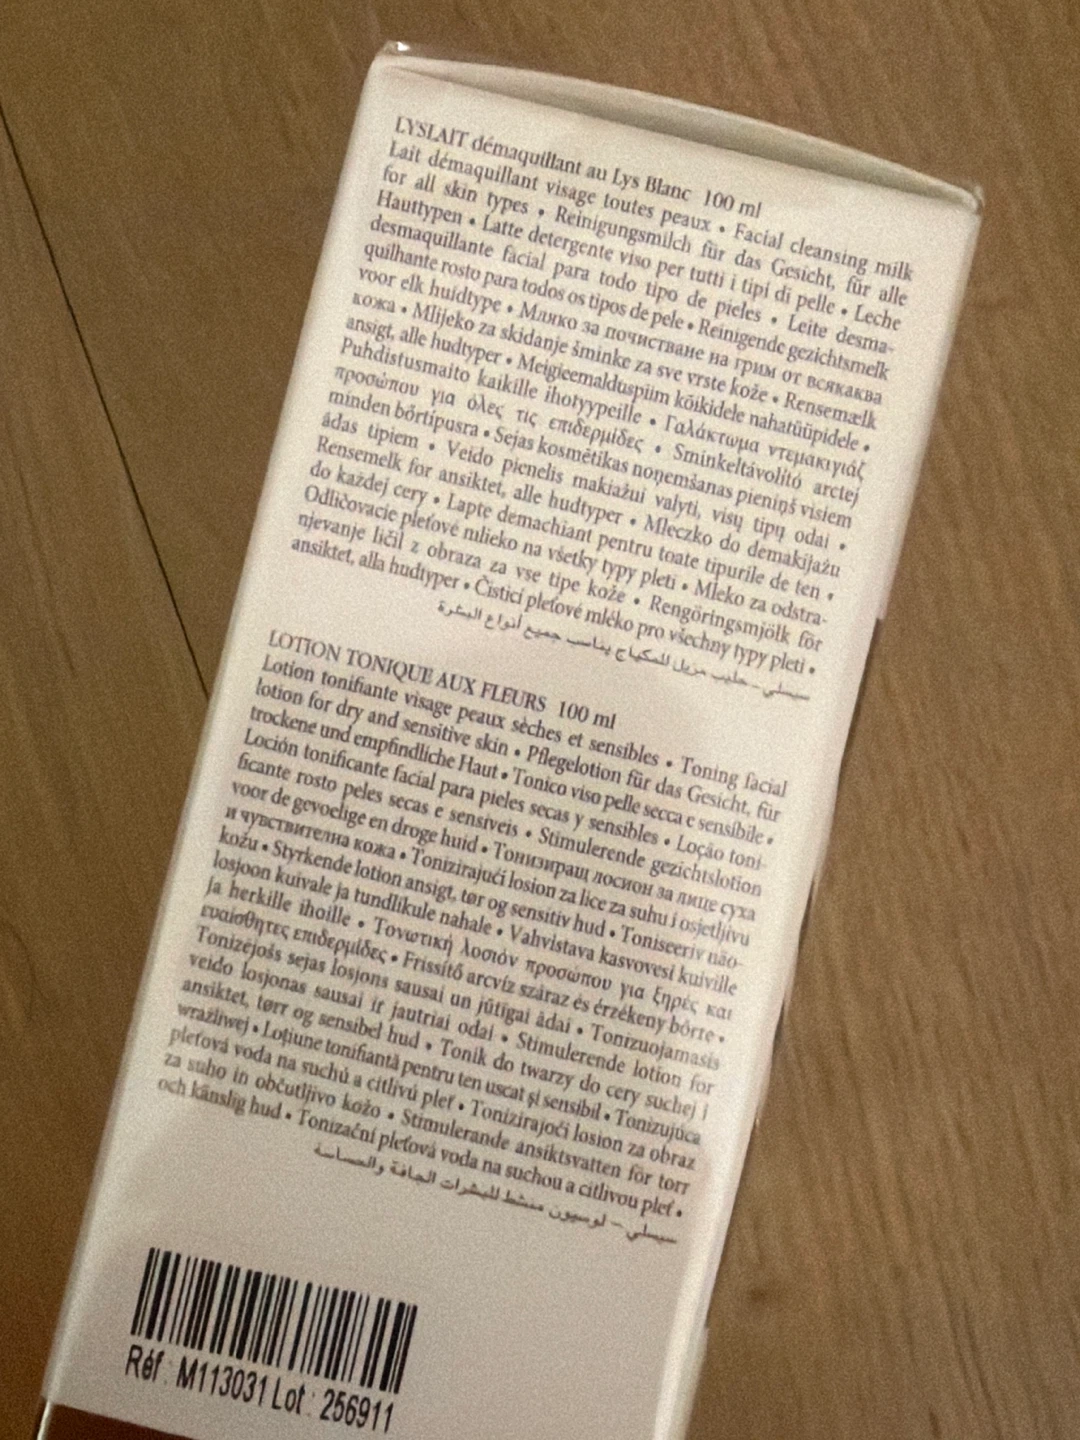 LYSLAIT démaquillant au Lys Blanc 100 ml
Lait démaquillant visage toutes peaux • Facial cleansing milk
for all skin types • Reinigungsmilch für das Gesicht, für alle
Hauttypen • Latte detergente viso per tutti i tipi di pelle • Leche
desmaquillante facial para todo tipo de pieles • Leite desma-
quilhante rosto para todos os tipos de pele • Reinigende gezichtsmelk
voor elk huidtype • Мляко за почистване на грим от всякаква
кожа • Mlijeko za skidanje šminke za sve vrste kože • Rensemælk
ansigt, alle hudtyper • Meigieemalduspiim kõikidele nahatüüpidele •
Puhdistusmaito kaikille ihotyypeille • Γαλάκτωμα ντεμακιγιάζ
προσώπου για όλες τις επιδερμίδες • Sminkeltávolító arctej
minden bőrtípusra • Sejas kosmētikas noņemšanas pieniņš visiem
ādas tipiem • Veido pienelis makiažui valyti, visų tipų odai •
Rensemelk for ansiktet, alle hudtyper • Mleczko do demakijażu
do każdej cery • Lapte demachiant pentru toate tipurile de ten •
Odličovacie pleťové mlieko na všetky typy pleti • Mleko za odstra-
njevanje ličil z obraza za vse tipe kože • Rengöringsmjölk för
ansiktet, alla hudtyper • Čisticí pleťové mléko pro všechny typy pleti •
سيسلي – حليب مزيل للمكياج يناسب جميع أنواع البشرة
LOTION TONIQUE AUX FLEURS 100 ml
Lotion tonifiante visage peaux sèches et sensibles • Toning facial
lotion for dry and sensitive skin • Pflegelotion für das Gesicht, für
trockene und empfindliche Haut • Tonico viso pelle secca e sensibile •
Loción tonificante facial para pieles secas y sensibles • Loção toni-
ficante rosto peles secas e sensíveis • Stimulerende gezichtslotion
voor de gevoelige en droge huid • Тонизиращ лосион за лице суха
и чувствителна кожа • Tonizirajući losion za lice za suhu i osjetljivu
kožu • Styrkende lotion ansigt, tør og sensitiv hud • Toniseeriv näo-
losjoon kuivale ja tundlikule nahale • Vahvistava kasvovesi kuiville
ja herkille ihoille • Τονωτική λοσιόν προσώπου για ξηρές και
ευαίσθητες επιδερμίδες • Frissítő arcvíz száraz és érzékeny bőrre •
Tonizējošs sejas losjons sausai un jūtīgai ādai • Tonizuojamasis
veido losjonas sausai ir jautriai odai • Stimulerende lotion for
ansiktet, tørr og sensibel hud • Tonik do twarzy do cery suchej i
wrażliwej • Loţiune tonifiantă pentru ten uscat şi sensibil • Tonizujúca
pleťová voda na suchú a citlivú pleť • Tonizirajoči losion za obraz
za suho in občutljivo kožo • Stimulerande ansiktsvatten för torr
och känslig hud • Tonizační pleťová voda na suchou a citlivou pleť •
سيسلي – لوسيون منشط للبشرات الجافة والحساسة
Réf : M113031 Lot : 256911